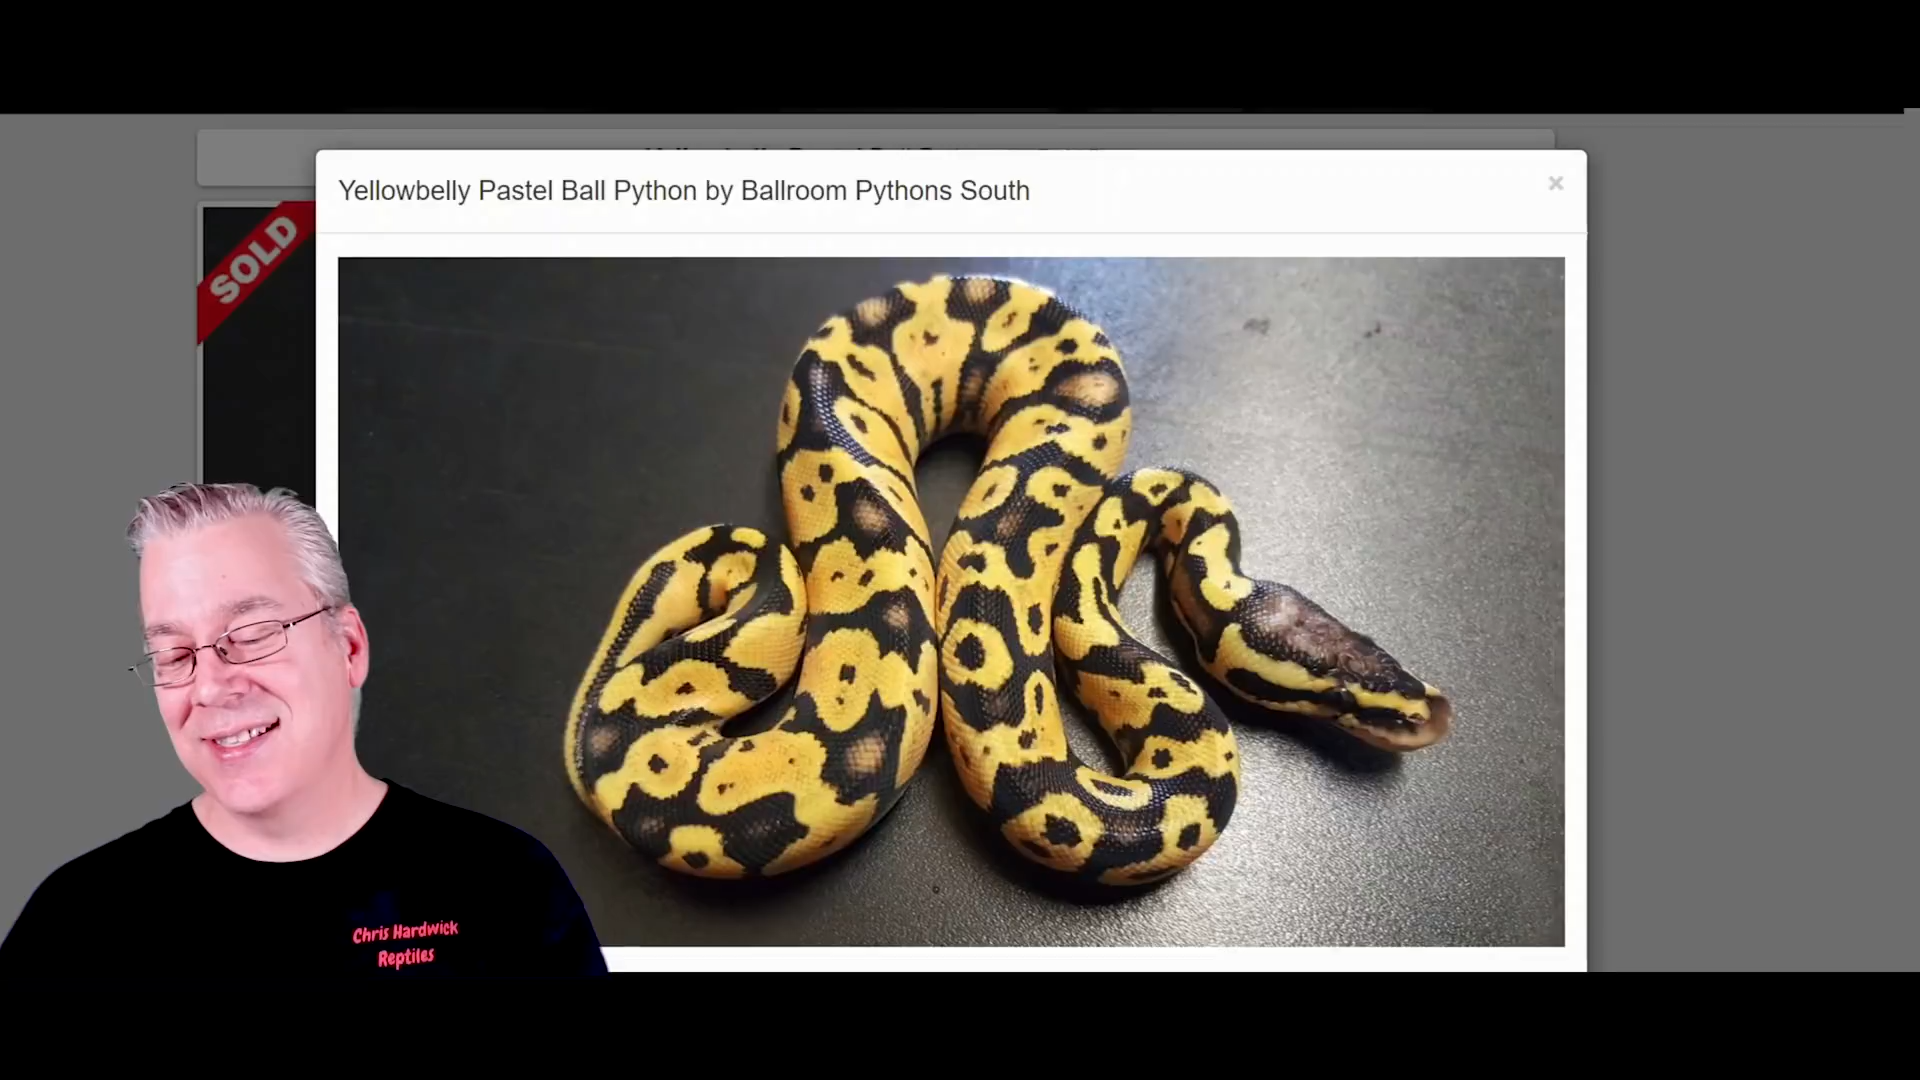 Yellowbelly Pastel Ball Python by Ballroom Pythons South
×
SOLD
Chris Hardwick
Reptiles